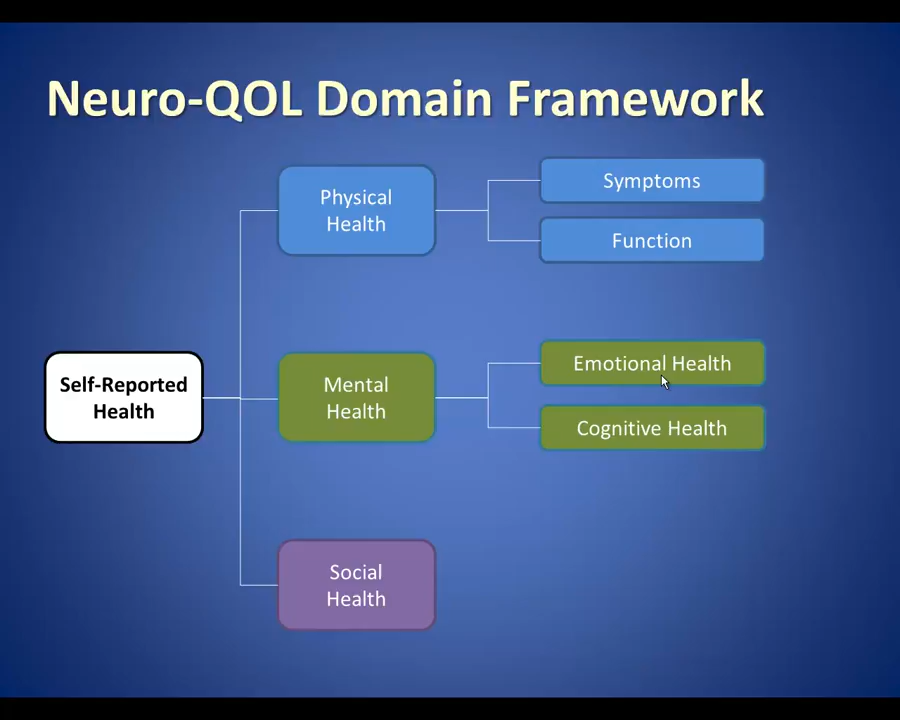 Neuro-QOL Domain Framework
Physical
Health
Symptoms
Function
Self-Reported
Health
Mental
Health
Emotional Health
Cognitive Health
Social
Health